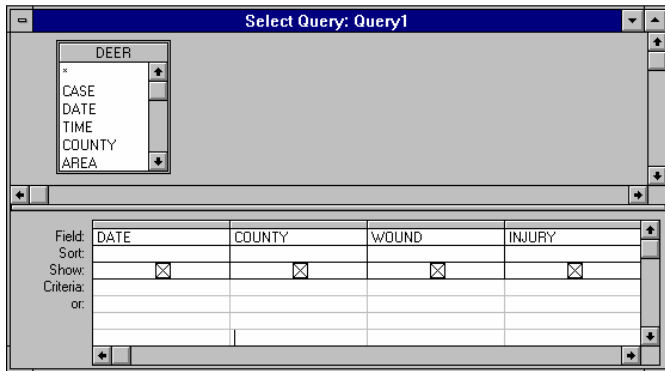 Select Query: Query1
DEER
*
CASE
DATE
TIME
COUNTY
AREA
Field: DATE COUNTY WOUND INJURY
Sort:
Show:
Criteria:
or: